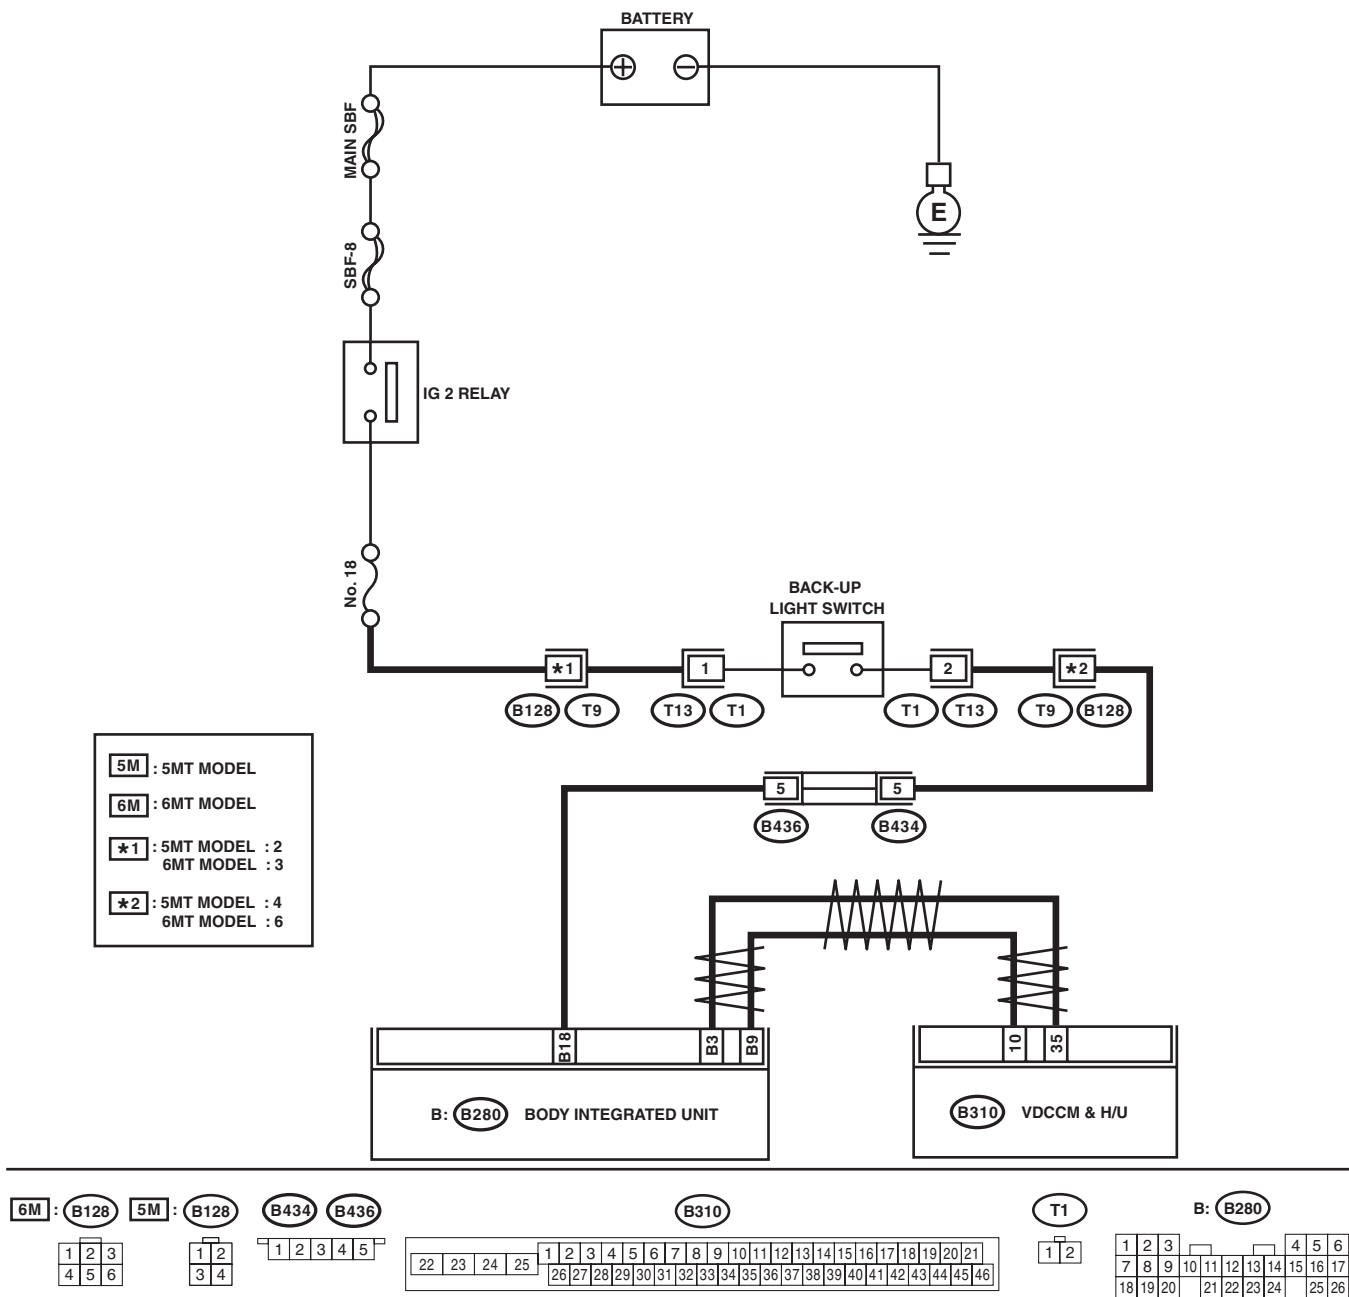 BATTERY
MAIN SBF
E
SBF-8
IG 2 RELAY
No. 18
BACK-UP
LIGHT SWITCH
*1 1 2 *2
B128 T9 T13 T1 T1 T13 T9 B128
5M : 5MT MODEL
6M : 6MT MODEL
*1 : 5MT MODEL : 2
6MT MODEL : 3
*2 : 5MT MODEL : 4
6MT MODEL : 6
5 5
B436 B434
B18 B3 B9 10 35
B: B280 BODY INTEGRATED UNIT
B310 VDCCM & H/U
6M : B128 5M : B128 B434 B436 B310 T1 B: B280
1 2 3
4 5 6
1 2
3 4
1 2 3 4 5
22 23 24 25 1 2 3 4 5 6 7 8 9 10 11 12 13 14 15 16 17 18 19 20 21
26 27 28 29 30 31 32 33 34 35 36 37 38 39 40 41 42 43 44 45 46
1 2
1 2 3 4 5 6
7 8 9 10 11 12 13 14 15 16 17
18 19 20 21 22 23 24 25 26